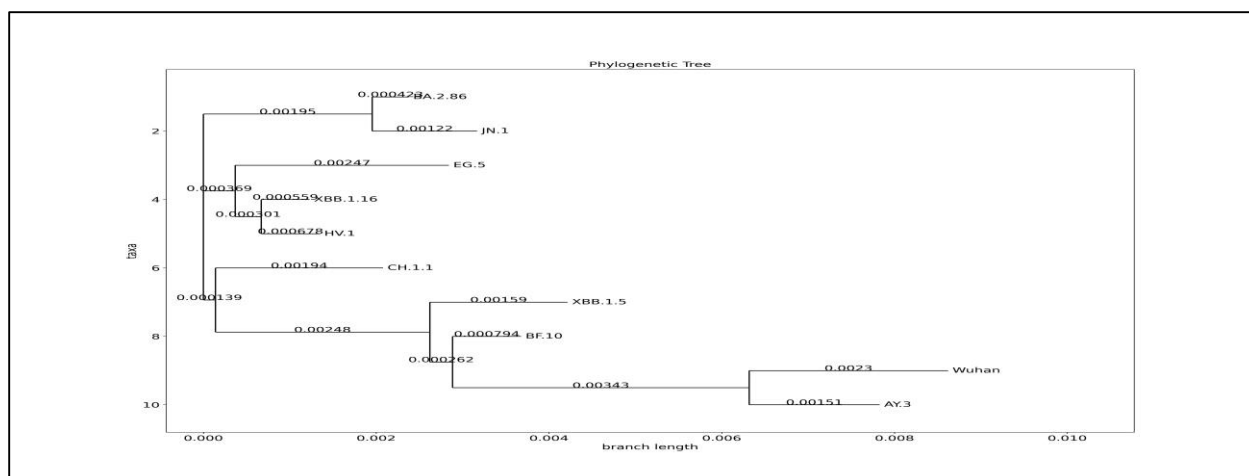 Phylogenetic Tree
0.000423 BA.2.86
0.00195
0.00122 JN.1
2
0.00247 EG.5
0.000369
4
0.000559 XBB.1.16
0.000301
0.000678 HV.1
taxa
6
0.00194 CH.1.1
0.000139
0.00159 XBB.1.5
0.00248
8
0.000794 BF.10
0.000262
0.0023 Wuhan
0.00343
10
0.00151 AY.3
0.000 0.002 0.004 0.006 0.008 0.010
branch length